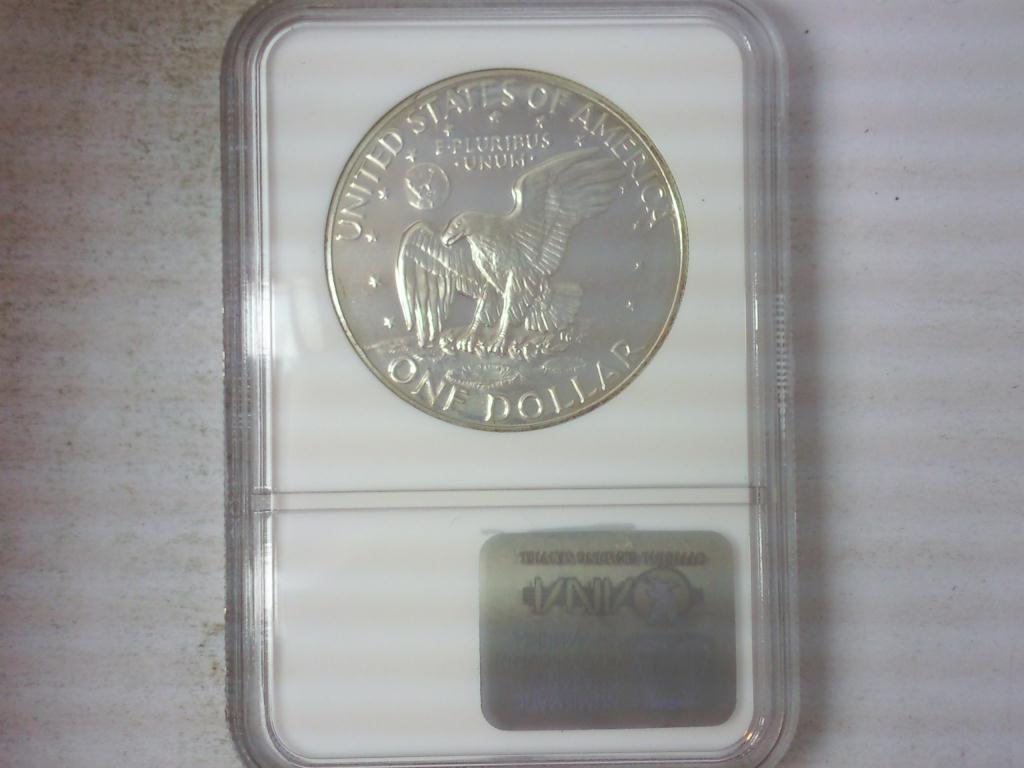 UNITED STATES OF AMERICA
E·PLURIBUS
·UNUM·
ONE DOLLAR